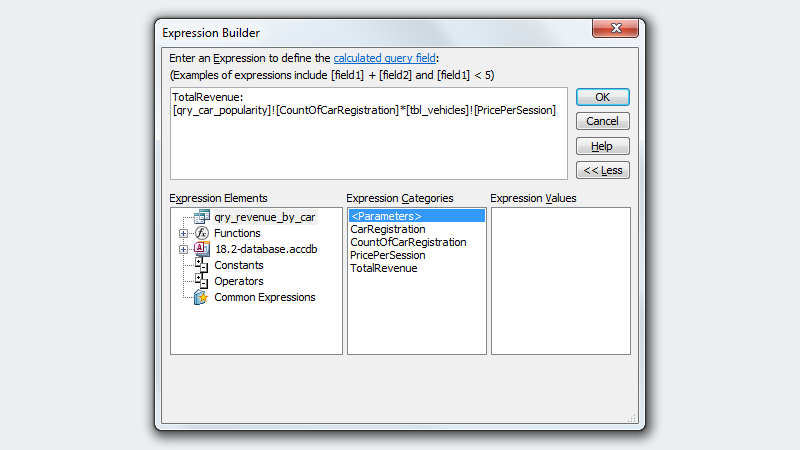 Expression Builder
Enter an Expression to define the calculated query field:
(Examples of expressions include [field1] + [field2] and [field1] < 5)
TotalRevenue:
[qry_car_popularity]![CountOfCarRegistration]*[tbl_vehicles]![PricePerSession]
OK
Cancel
Help
<< Less
Expression Elements
qry_revenue_by_car
Functions
18.2-database.accdb
Constants
Operators
Common Expressions
Expression Categories
<Parameters>
CarRegistration
CountOfCarRegistration
PricePerSession
TotalRevenue
Expression Values